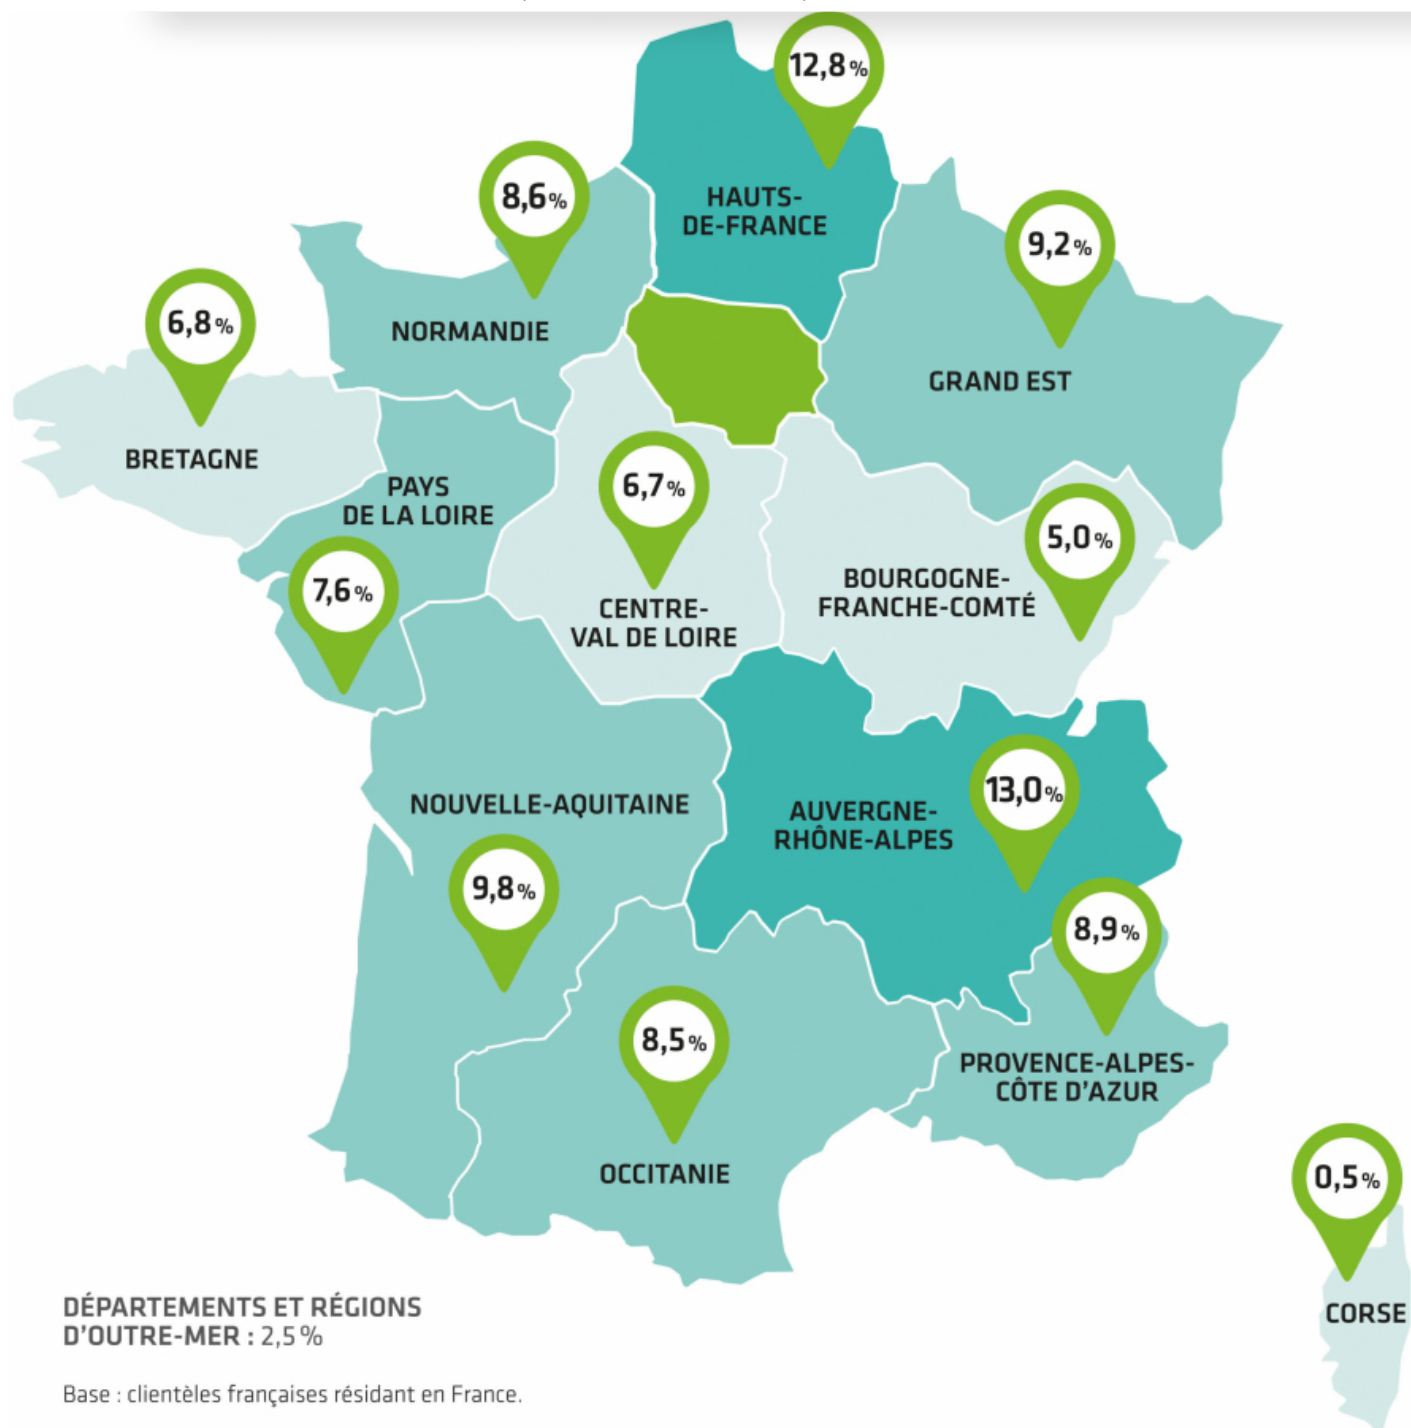 12,8%
HAUTS-
DE-FRANCE
8,6%
NORMANDIE
9,2%
GRAND EST
6,8%
BRETAGNE
PAYS
DE LA LOIRE
7,6%
6,7%
CENTRE-
VAL DE LOIRE
5,0%
BOURGOGNE-
FRANCHE-COMTÉ
NOUVELLE-AQUITAINE
9,8%
13,0%
AUVERGNE-
RHÔNE-ALPES
8,9%
PROVENCE-ALPES-
CÔTE D'AZUR
8,5%
OCCITANIE
0,5%
CORSE
DÉPARTEMENTS ET RÉGIONS
D'OUTRE-MER : 2,5%
Base : clientèles françaises résidant en France.